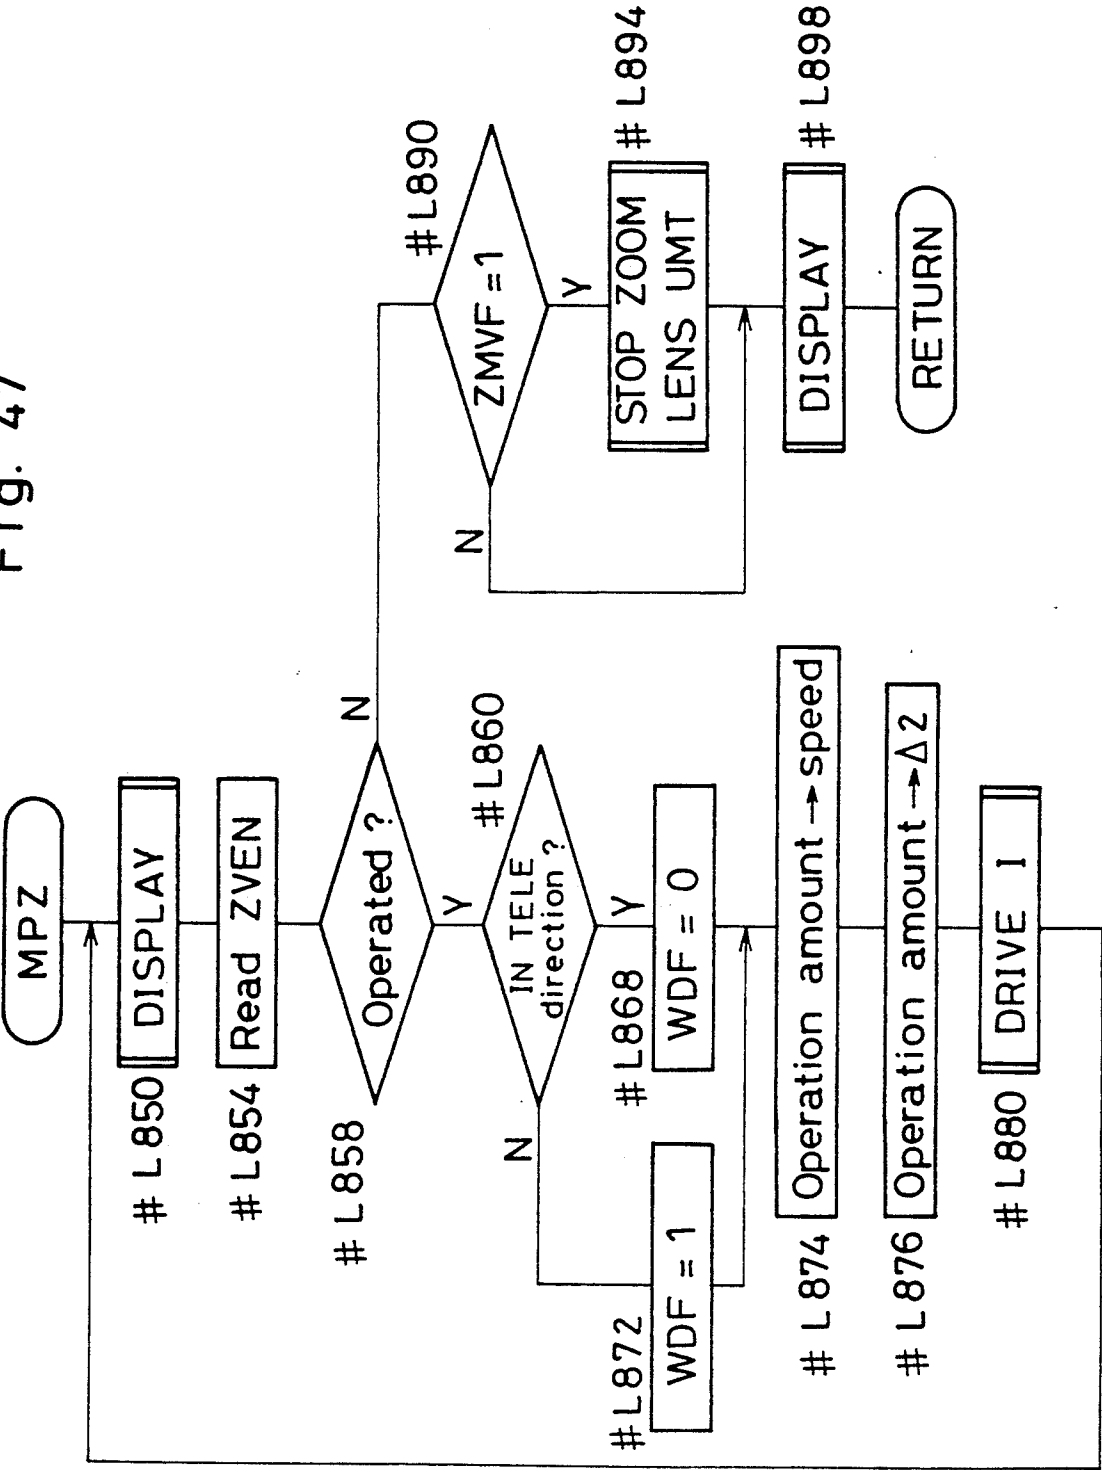 Fig. 47
MPZ
# L850
DISPLAY
# L854
Read ZVEN
# L858
Operated ?
N
Y
# L860
IN TELE
direction ?
N
Y
# L868
WDF = 0
# L872
WDF = 1
# L874
Operation amount → speed
# L876
Operation amount → Δ2
# L880
DRIVE I
# L890
ZMVF = 1
N
Y
# L894
STOP ZOOM
LENS UMT
# L898
DISPLAY
RETURN